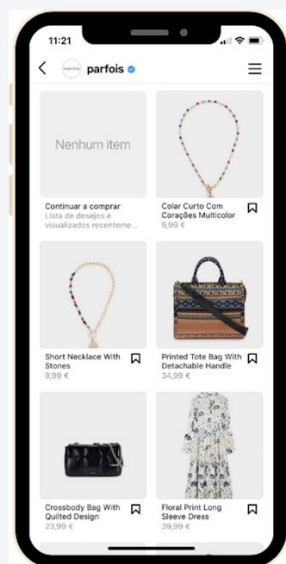 11:21
parfois
Nenhum item
Continuar a comprar
Lista de desejos e
visualizados recenteme...
Colar Curto Com
Corações Multicolor
9,99 €
Short Necklace With
Stones
9,99 €
Printed Tote Bag With
Detachable Handle
34,99 €
Crossbody Bag With
Quilted Design
23,99 €
Floral Print Long
Sleeve Dress
39,99 €